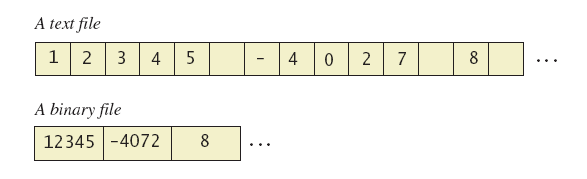 A text file
1 2 3 4 5 - 4 0 2 7 8 ...
A binary file
12345 -4072 8 ...